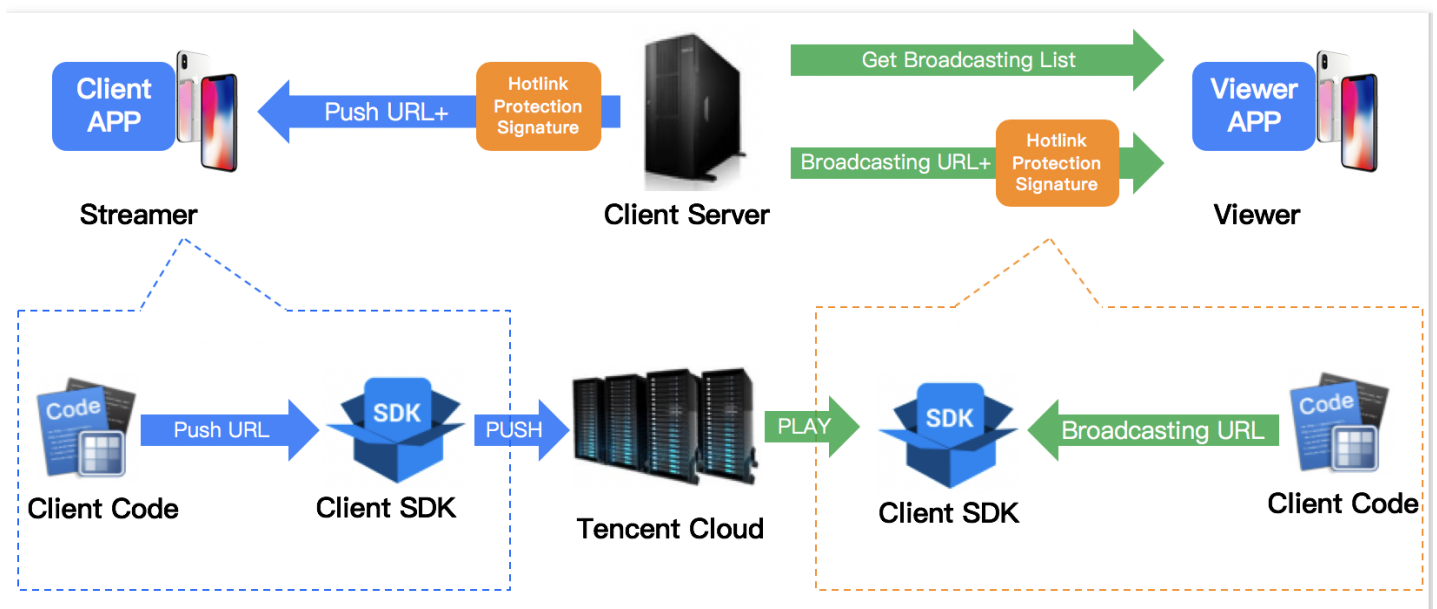 Client
APP
Push URL+
Hotlink
Protection
Signature
Get Broadcasting List
Broadcasting URL+
Hotlink
Protection
Signature
Viewer
APP
Streamer
Client Server
Viewer
Code
Push URL
SDK
PUSH
PLAY
SDK
Broadcasting URL
Code
Client Code
Client SDK
Tencent Cloud
Client SDK
Client Code